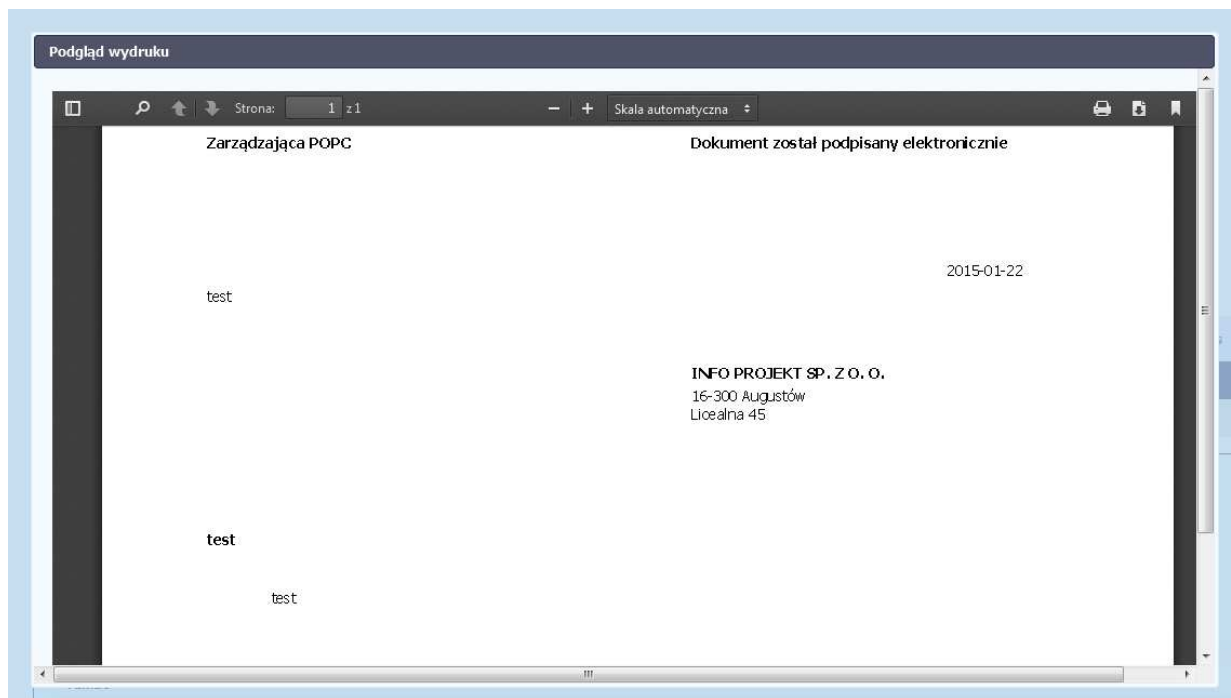 Podgląd wydruku
Strona: 1 z 1
Skala automatyczna
Zarządzająca POPC
Dokument został podpisany elektronicznie
2015-01-22
test
INFO PROJEKT SP. Z O. O.
16-300 Augustów
Licealna 45
test
test